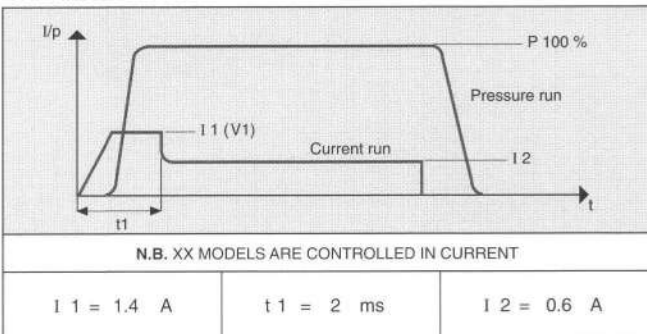 I/p
P 100 %
Pressure run
I 1 (V1)
Current run
I 2
t
t1
N.B. XX MODELS ARE CONTROLLED IN CURRENT
I 1 = 1.4 A
t 1 = 2 ms
I 2 = 0.6 A